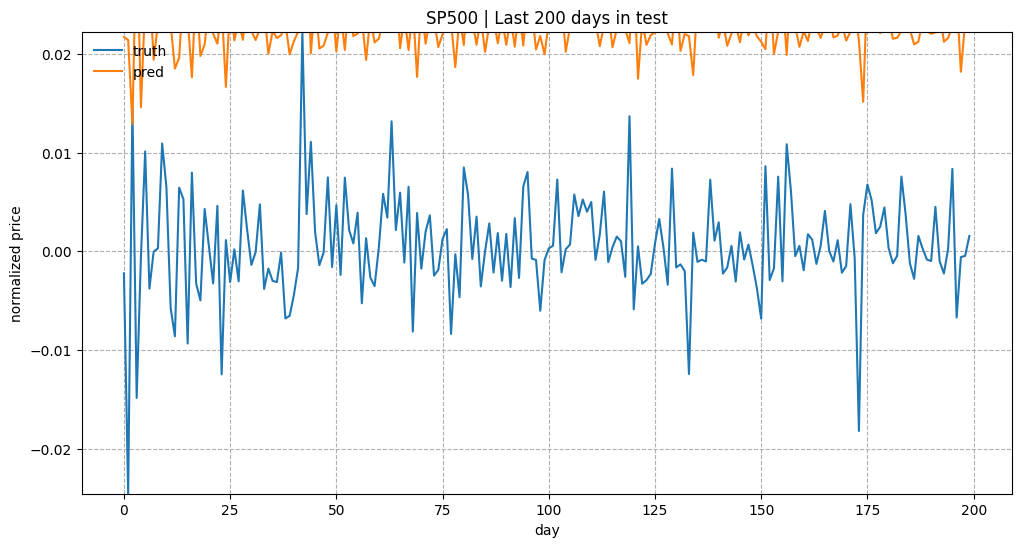 SP500 | Last 200 days in test
truth
pred
0.02
0.01
0.00
−0.01
−0.02
normalized price
0 25 50 75 100 125 150 175 200
day